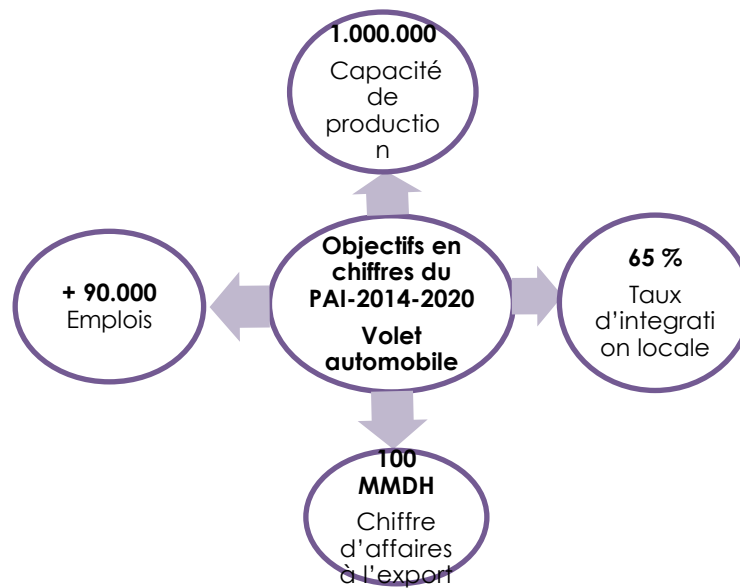 1.000.000
Capacité
de
productio
n
Objectifs en
chiffres du
PAI-2014-2020
Volet
automobile
+ 90.000
Emplois
65 %
Taux
d’integrati
on locale
100
MMDH
Chiffre
d’affaires
à l’export